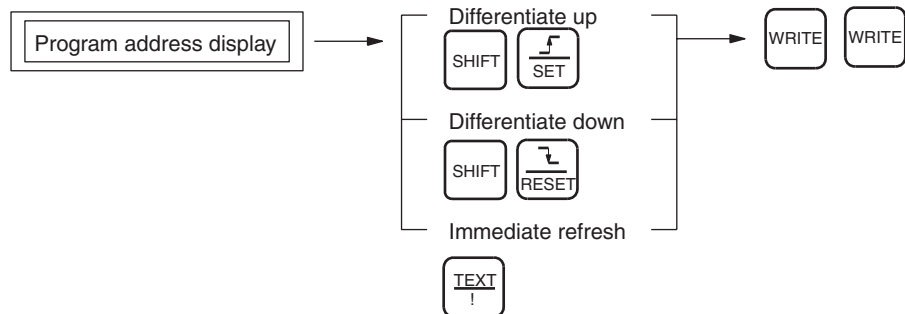 Differentiate up
Program address display
SHIFT
SET
WRITE
WRITE
Differentiate down
SHIFT
RESET
Immediate refresh
TEXT
!